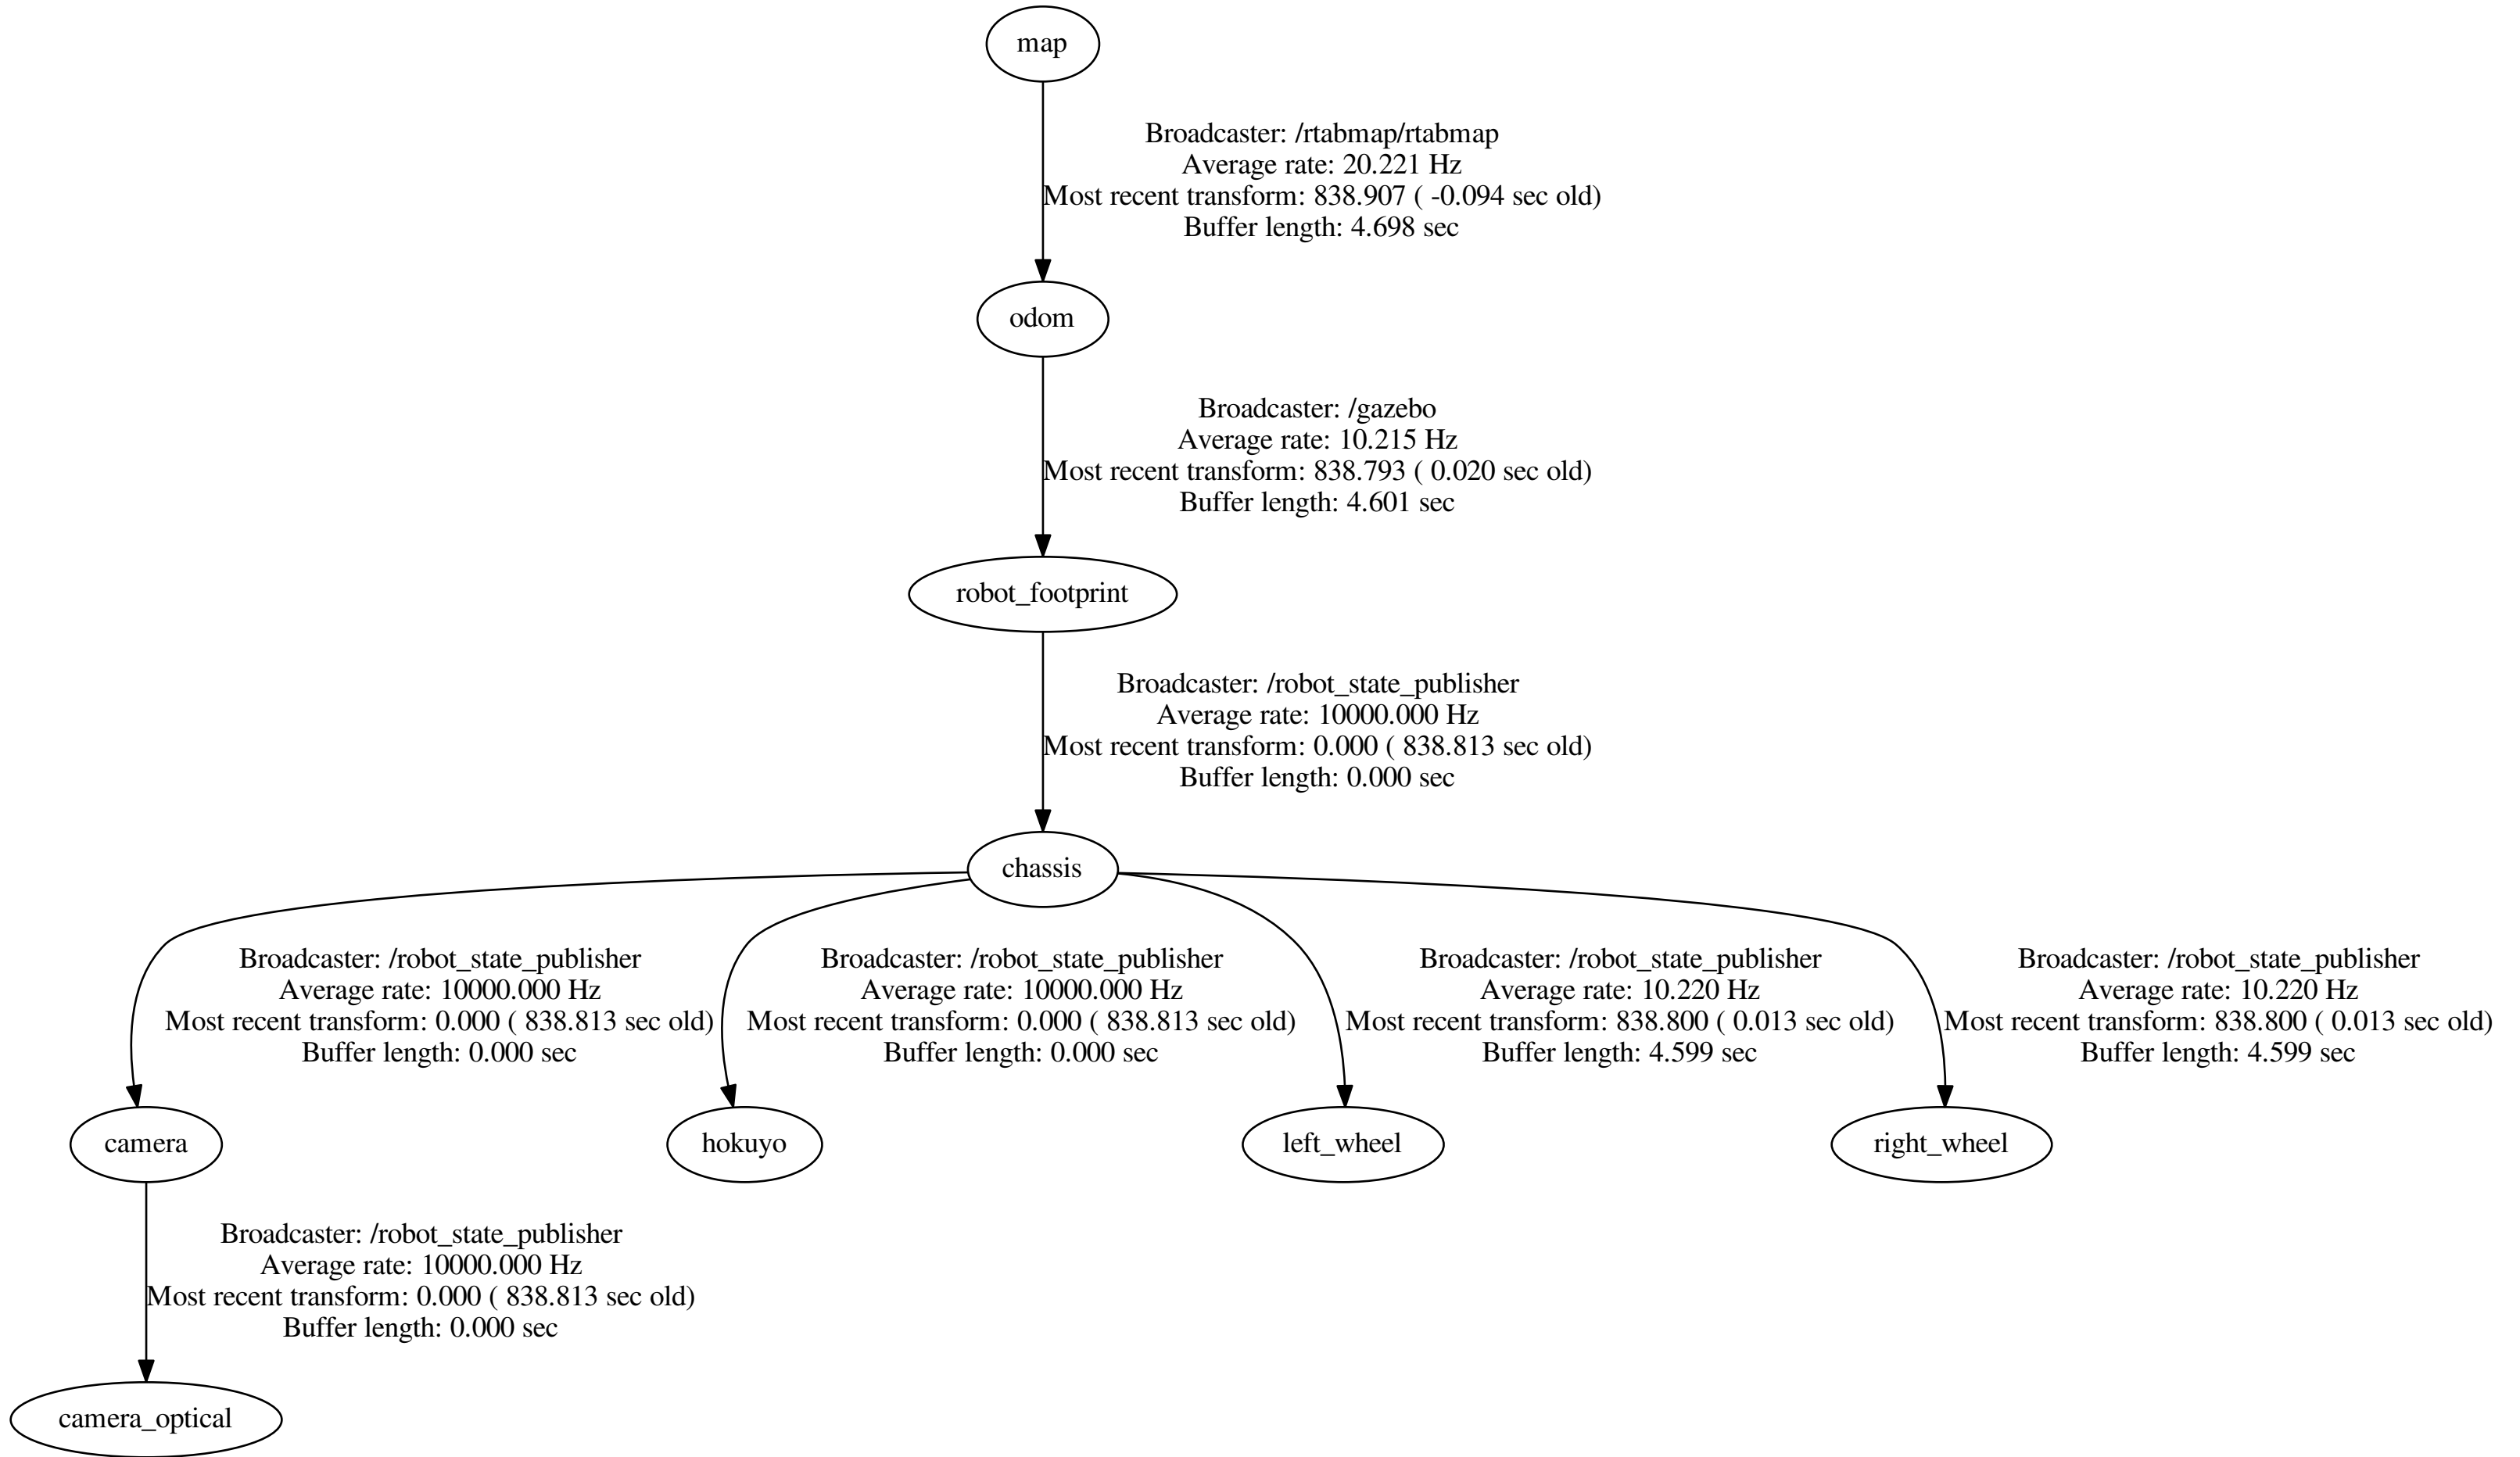 map
Broadcaster: /rtabmap/rtabmap
Average rate: 20.221 Hz
Most recent transform: 838.907 ( -0.094 sec old)
Buffer length: 4.698 sec
odom
Broadcaster: /gazebo
Average rate: 10.215 Hz
Most recent transform: 838.793 ( 0.020 sec old)
Buffer length: 4.601 sec
robot_footprint
Broadcaster: /robot_state_publisher
Average rate: 10000.000 Hz
Most recent transform: 0.000 ( 838.813 sec old)
Buffer length: 0.000 sec
chassis
Broadcaster: /robot_state_publisher
Average rate: 10000.000 Hz
Most recent transform: 0.000 ( 838.813 sec old)
Buffer length: 0.000 sec
Broadcaster: /robot_state_publisher
Average rate: 10000.000 Hz
Most recent transform: 0.000 ( 838.813 sec old)
Buffer length: 0.000 sec
Broadcaster: /robot_state_publisher
Average rate: 10.220 Hz
Most recent transform: 838.800 ( 0.013 sec old)
Buffer length: 4.599 sec
Broadcaster: /robot_state_publisher
Average rate: 10.220 Hz
Most recent transform: 838.800 ( 0.013 sec old)
Buffer length: 4.599 sec
camera
hokuyo
left_wheel
right_wheel
Broadcaster: /robot_state_publisher
Average rate: 10000.000 Hz
Most recent transform: 0.000 ( 838.813 sec old)
Buffer length: 0.000 sec
camera_optical